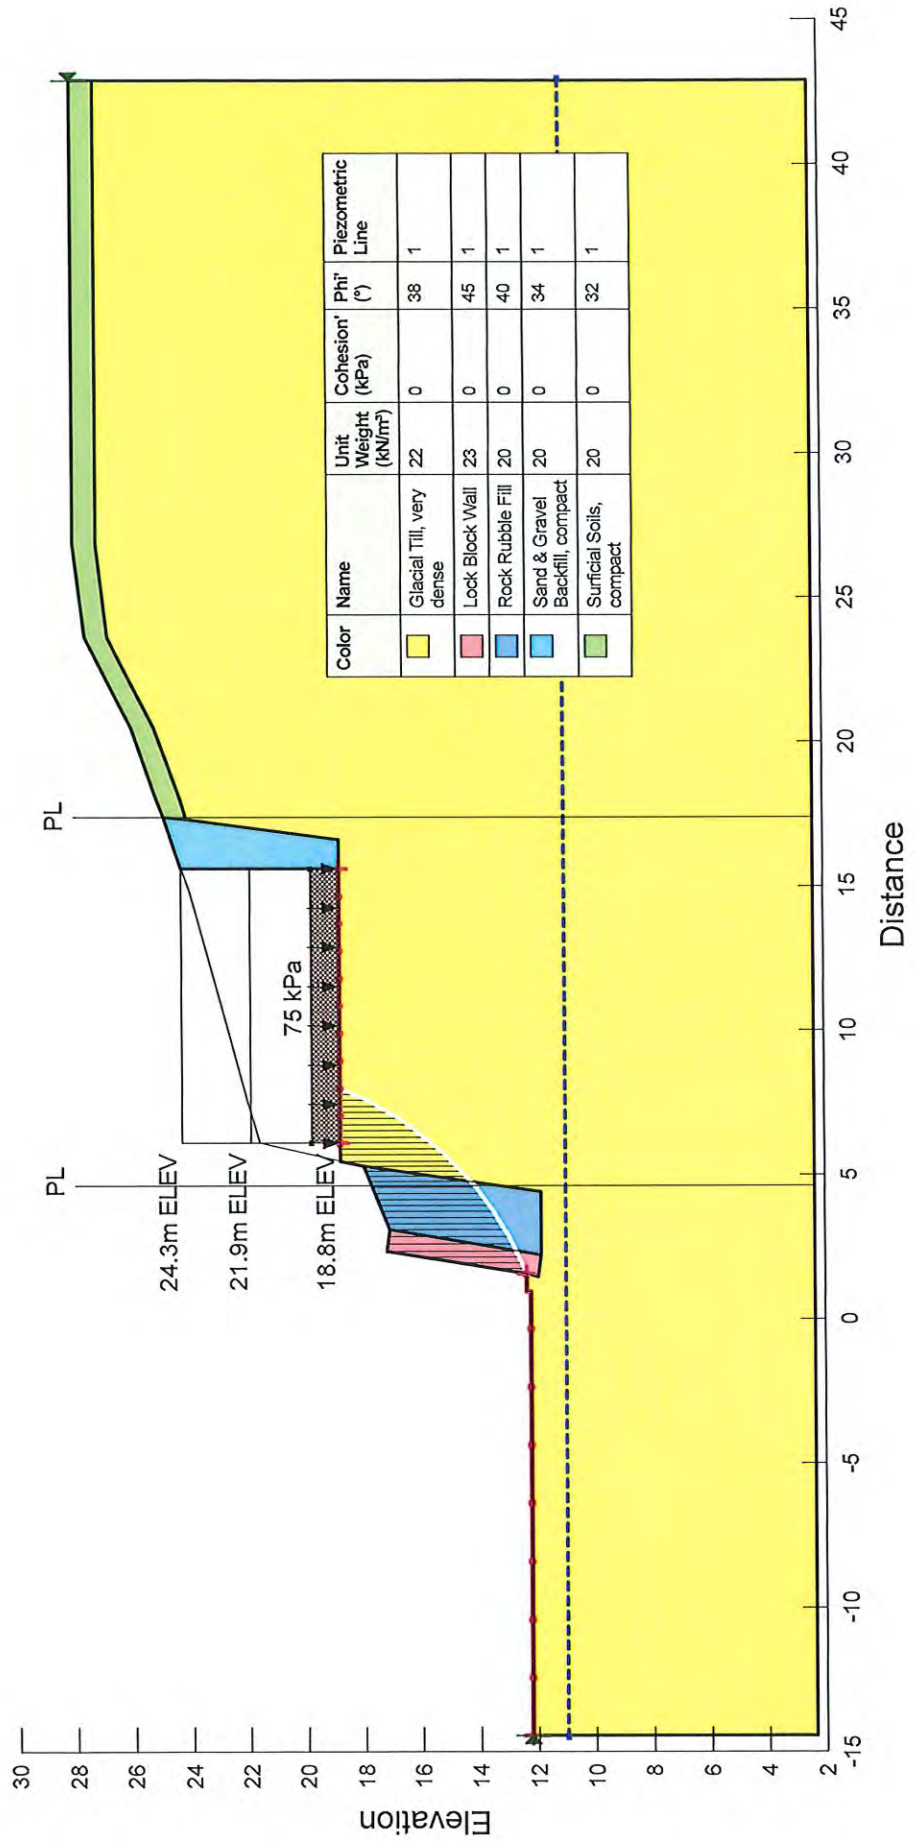 Elevation
30
28
26
24
22
20
18
16
14
12
10
8
6
4
2
PL
PL
24.3m ELEV
21.9m ELEV
18.8m ELEV
75 kPa
Color Name Unit Weight (kN/m³) Cohesion' (kPa) Phi' (°) Piezometric Line
Glacial Till, very dense 22 0 38 1
Lock Block Wall 23 0 45 1
Rock Rubble Fill 20 0 40 1
Sand & Gravel Backfill, compact 20 0 34 1
Surficial Soils, compact 20 0 32 1
-15 -10 -5 0 5 10 15 20 25 30 35 40 45
Distance